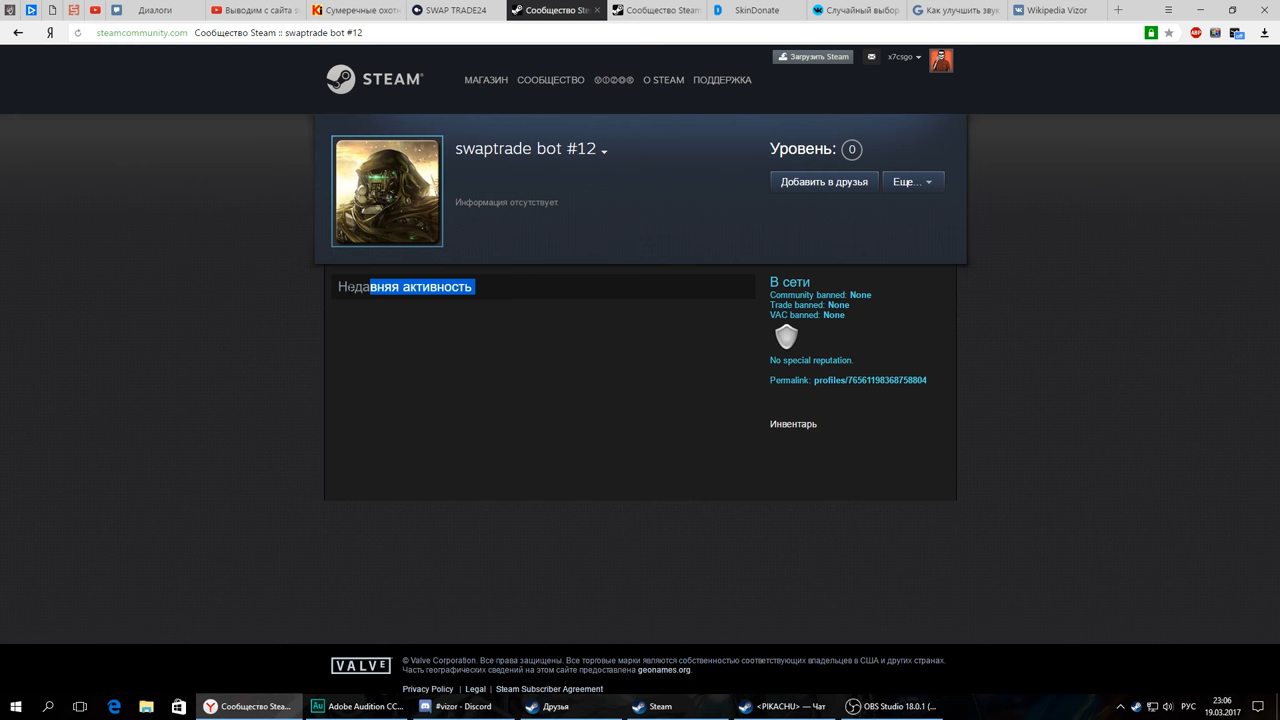 Диалоги
Выводим с сайта s
Сумеречные охотн
SWAP TRADE24
Сообщество Ste
Сообщество Steam
SkinDonate
Случайный выбор
Как улучшить звук
Wikipedia Vizor
steamcommunity.com Сообщество Steam :: swaptrade bot #12
Загрузить Steam
x7csgo
STEAM
МАГАЗИН СООБЩЕСТВО О STEAM ПОДДЕРЖКА
swaptrade bot #12
Уровень: 0
Добавить в друзья
Еще...
Информация отсутствует
Недавняя активность
В сети
Community banned: None
Trade banned: None
VAC banned: None
No special reputation.
Permalink: profiles/76561198368758804
Инвентарь
VALVE
© Valve Corporation. Все права защищены. Все торговые марки являются собственностью соответствующих владельцев в США и других странах.
Часть географических сведений на этом сайте предоставлена geonames.org.
Privacy Policy | Legal | Steam Subscriber Agreement
Сообщество Stea...
Adobe Audition CC...
#vizor - Discord
Друзья
Steam
<PIKACHU> — Чат
OBS Studio 18.0.1 (...
РУС
23:06
19.03.2017